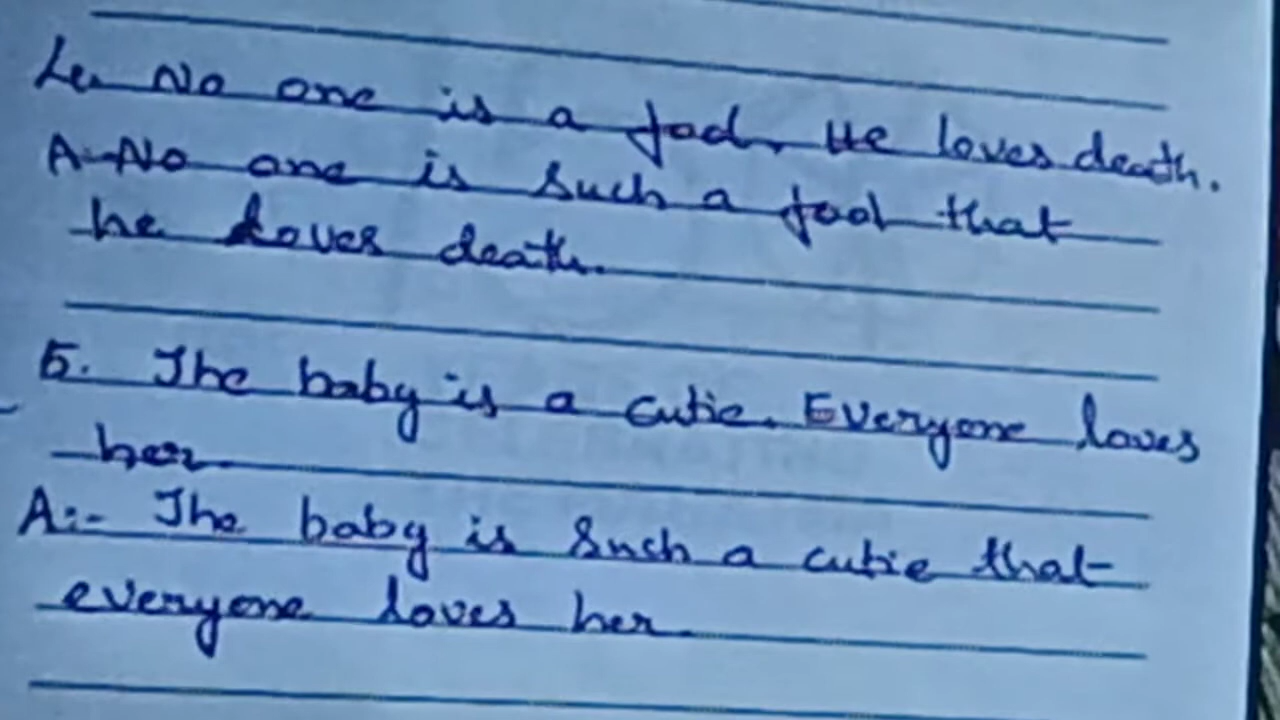 4. No one is a fool. He loves death.
A:- No one is such a fool that
he loves death.
5. The baby is a cutie. Everyone loves
her.
A:- The baby is such a cutie that
everyone loves her.